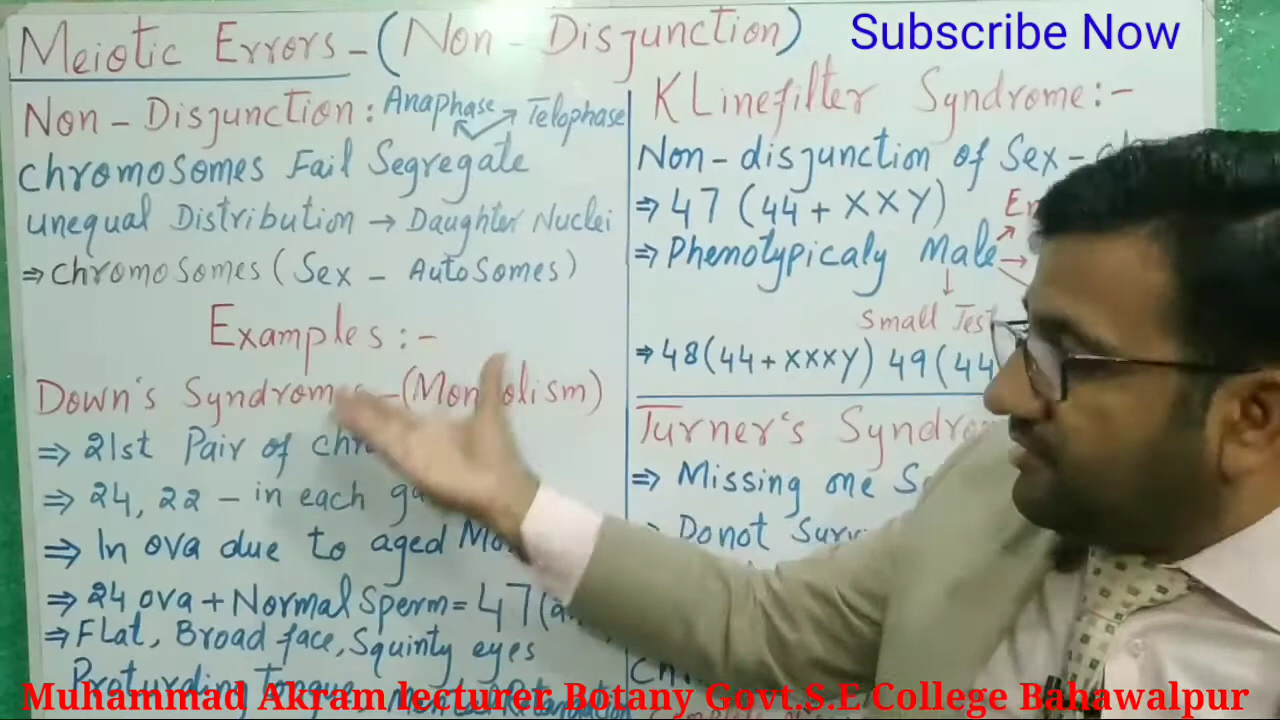 Meiotic Errors - (Non - Disjunction)
Subscribe Now
Non - Disjunction : Anaphase Telophase
chromosomes Fail Segregate
unequal Distribution → Daughter Nuclei
⇒ chromosomes (Sex - AutoSomes)
Examples :-
Down's Syndrome - (Mongolism)
⇒ 21st Pair of
⇒ 24, 22 - in each
⇒ In ova due to aged
⇒ 24 ova + Normal Sperm = 47
⇒ Flat, Broad face, Squinty eyes
Proturding Tongue,
KLinefilter Syndrome :-
Non - disjunction of Sex -
⇒ 47 (44 + XXY)
⇒ Phenotypicaly Male
Small
⇒ 48 (44 + XXXY) 49 (44
Turner's
⇒ Missing one
Donot
Muhammad Akram lecturer Botany Govt.S.E College Bahawalpur